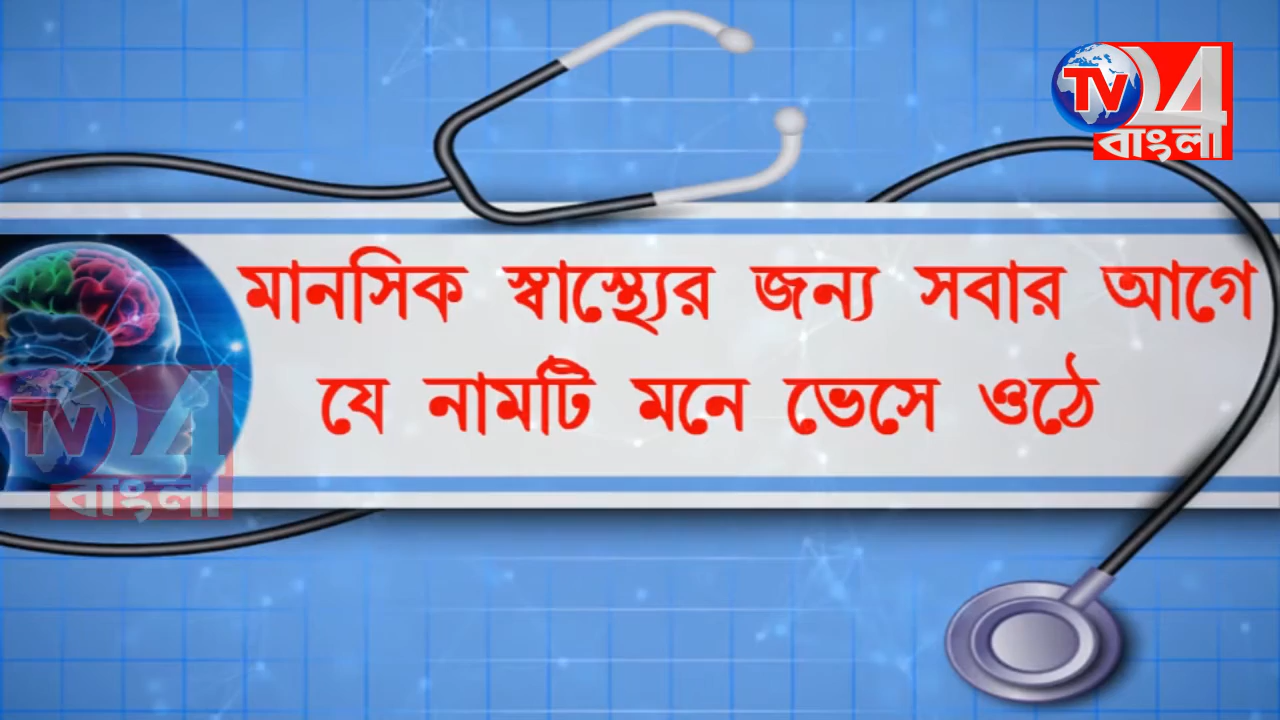 TV 24
বাংলা
মানসিক স্বাস্থ্যের জন্য সবার আগে
যে নামটি মনে ভেসে ওঠে
TV 24
বাংলা